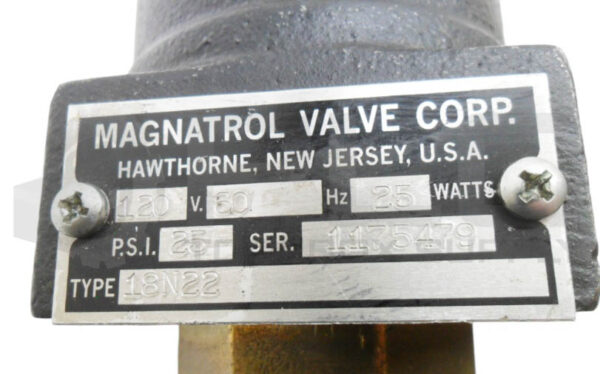 MAGNATROL VALVE CORP.
HAWTHORNE, NEW JERSEY, U.S.A.
120 V. 60 Hz 25 WATTS
P.S.I. 25 SER. 1175479
TYPE 18N22